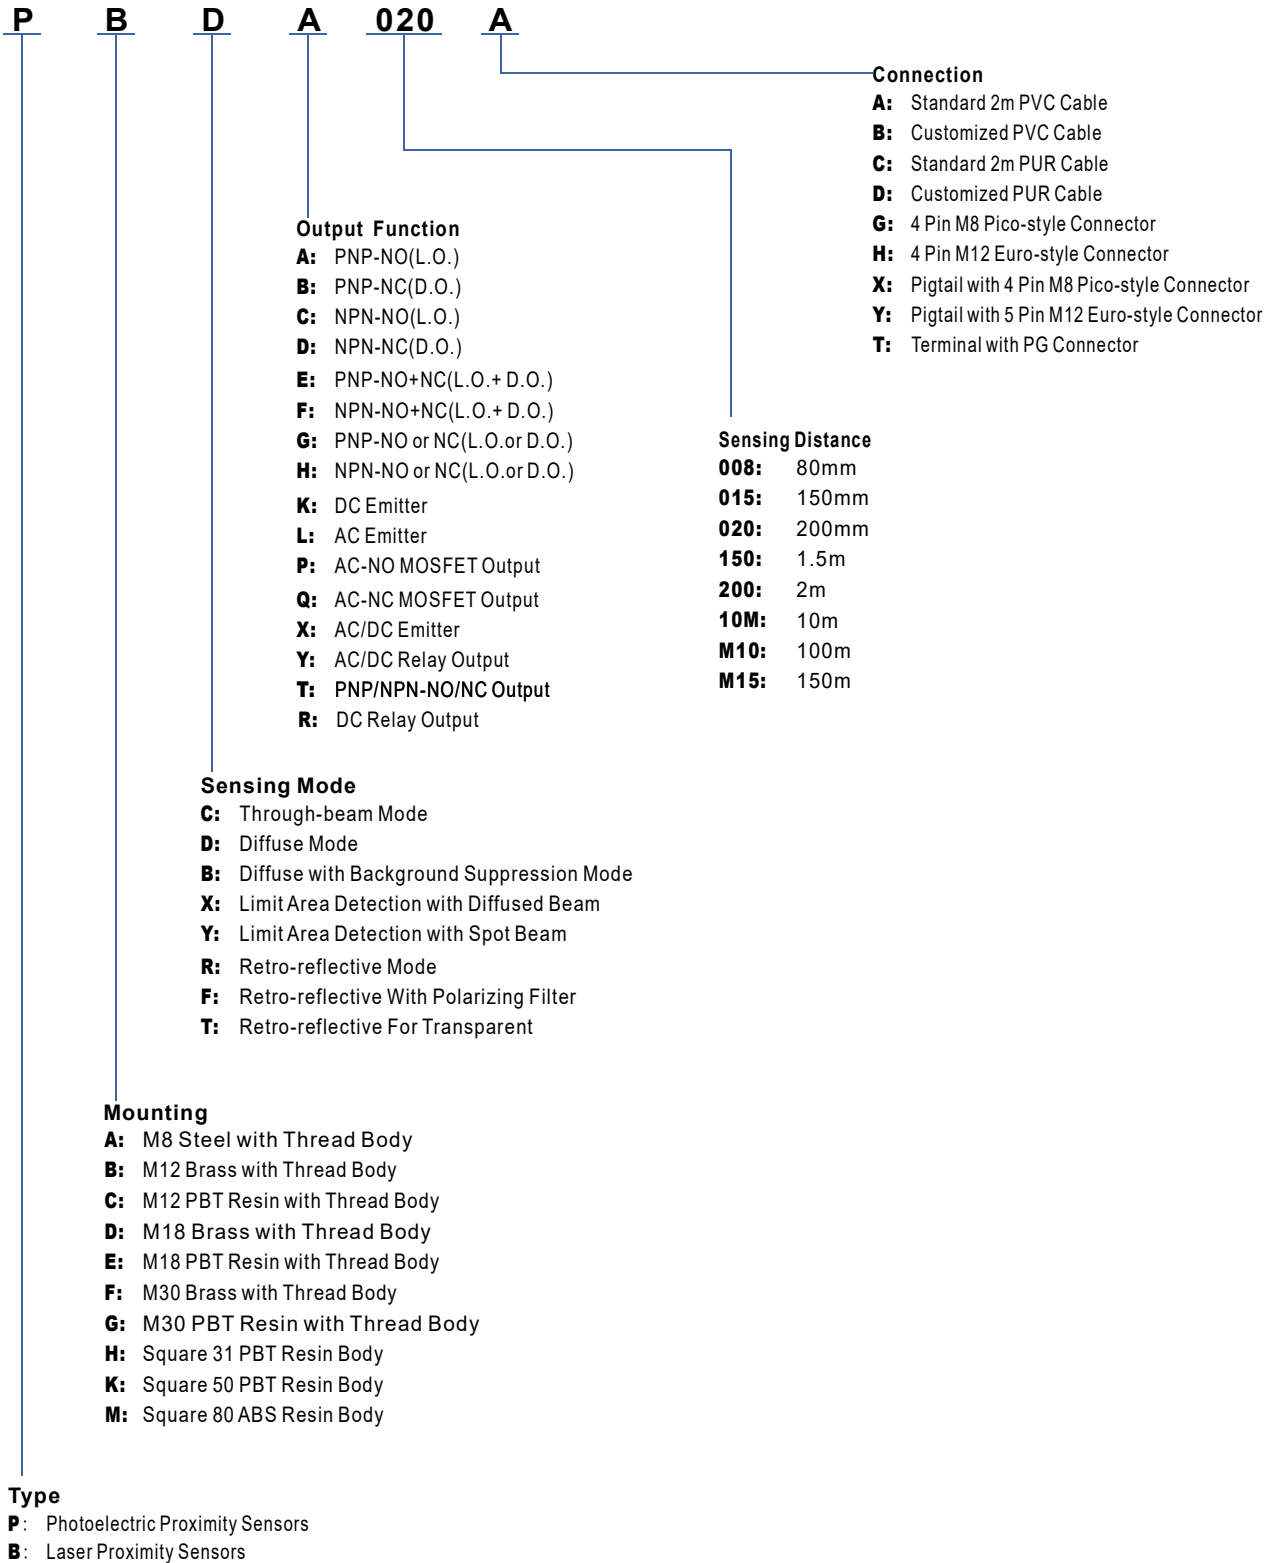 P B D A 020 A
Connection
A: Standard 2m PVC Cable
B: Customized PVC Cable
C: Standard 2m PUR Cable
D: Customized PUR Cable
G: 4 Pin M8 Pico-style Connector
H: 4 Pin M12 Euro-style Connector
X: Pigtail with 4 Pin M8 Pico-style Connector
Y: Pigtail with 5 Pin M12 Euro-style Connector
T: Terminal with PG Connector
Output Function
A: PNP-NO(L.O.)
B: PNP-NC(D.O.)
C: NPN-NO(L.O.)
D: NPN-NC(D.O.)
E: PNP-NO+NC(L.O.+ D.O.)
F: NPN-NO+NC(L.O.+ D.O.)
G: PNP-NO or NC(L.O.or D.O.)
H: NPN-NO or NC(L.O.or D.O.)
K: DC Emitter
L: AC Emitter
P: AC-NO MOSFET Output
Q: AC-NC MOSFET Output
X: AC/DC Emitter
Y: AC/DC Relay Output
T: PNP/NPN-NO/NC Output
R: DC Relay Output
Sensing Distance
008: 80mm
015: 150mm
020: 200mm
150: 1.5m
200: 2m
10M: 10m
M10: 100m
M15: 150m
Sensing Mode
C: Through-beam Mode
D: Diffuse Mode
B: Diffuse with Background Suppression Mode
X: Limit Area Detection with Diffused Beam
Y: Limit Area Detection with Spot Beam
R: Retro-reflective Mode
F: Retro-reflective With Polarizing Filter
T: Retro-reflective For Transparent
Mounting
A: M8 Steel with Thread Body
B: M12 Brass with Thread Body
C: M12 PBT Resin with Thread Body
D: M18 Brass with Thread Body
E: M18 PBT Resin with Thread Body
F: M30 Brass with Thread Body
G: M30 PBT Resin with Thread Body
H: Square 31 PBT Resin Body
K: Square 50 PBT Resin Body
M: Square 80 ABS Resin Body
Type
P: Photoelectric Proximity Sensors
B: Laser Proximity Sensors